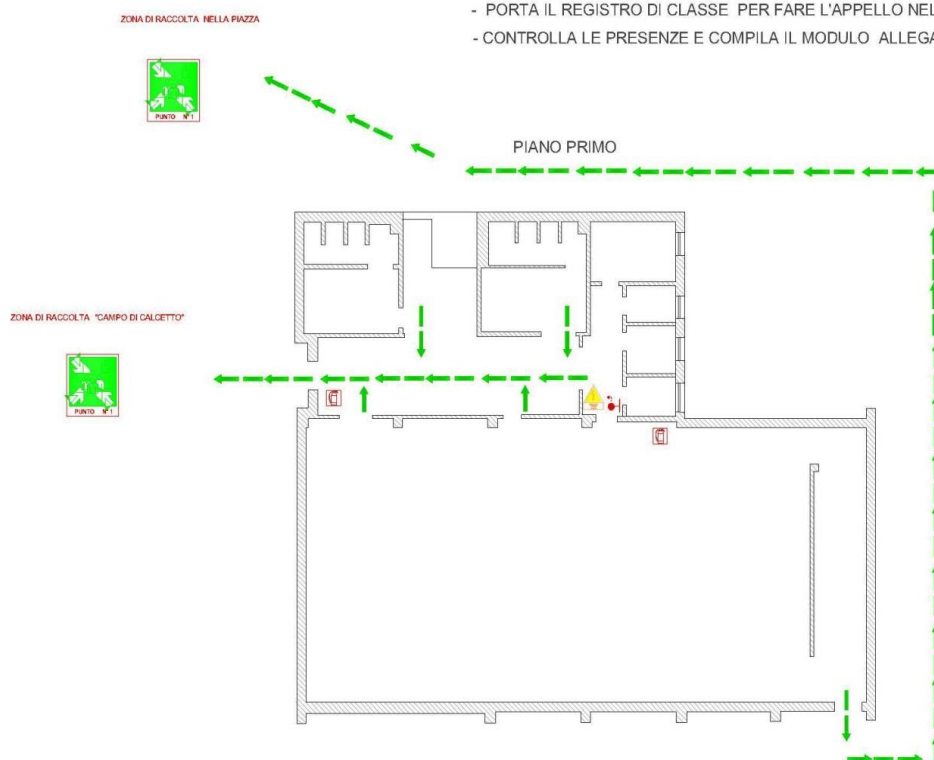 - PORTA IL REGISTRO DI CLASSE PER FARE L'APPELLO NEL
- CONTROLLA LE PRESENZE E COMPILA IL MODULO ALLEGA
ZONA DI RACCOLTA NELLA PIAZZA
PUNTO N° 1
PIANO PRIMO
ZONA DI RACCOLTA "CAMPO DI CALCETTO"
PUNTO N° 1